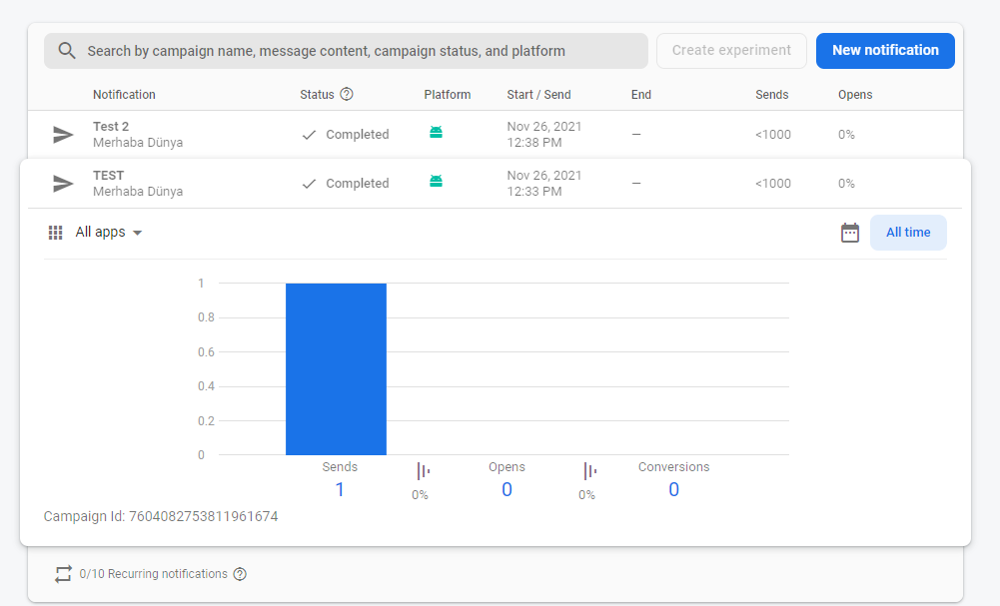 Search by campaign name, message content, campaign status, and platform
Create experiment
New notification
Notification Status Platform Start / Send End Sends Opens
Test 2
Merhaba Dünya
Completed
Nov 26, 2021
12:38 PM
—
<1000
0%
TEST
Merhaba Dünya
Completed
Nov 26, 2021
12:33 PM
—
<1000
0%
All apps
All time
1
0.8
0.6
0.4
0.2
0
Sends Opens Conversions
1 0% 0 0% 0
Campaign Id: 7604082753811961674
0/10 Recurring notifications